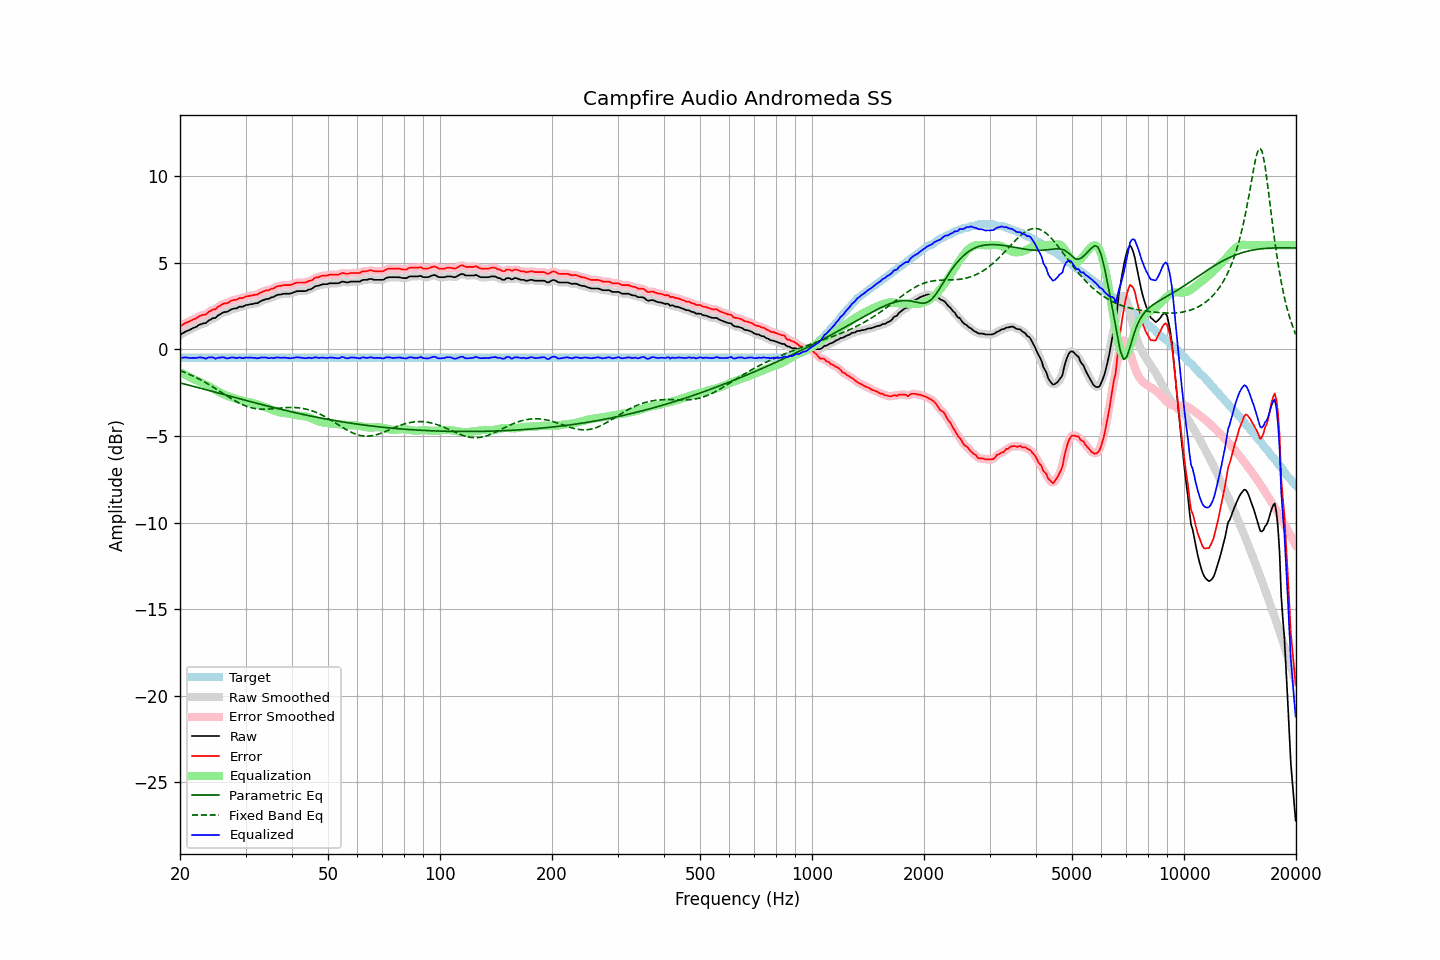 Campfire Audio Andromeda SS
10
5
0
−5
−10
−15
−20
−25
Amplitude (dBr)
Target
Raw Smoothed
Error Smoothed
Raw
Error
Equalization
Parametric Eq
Fixed Band Eq
Equalized
20 50 100 200 500 1000 2000 5000 10000 20000
Frequency (Hz)